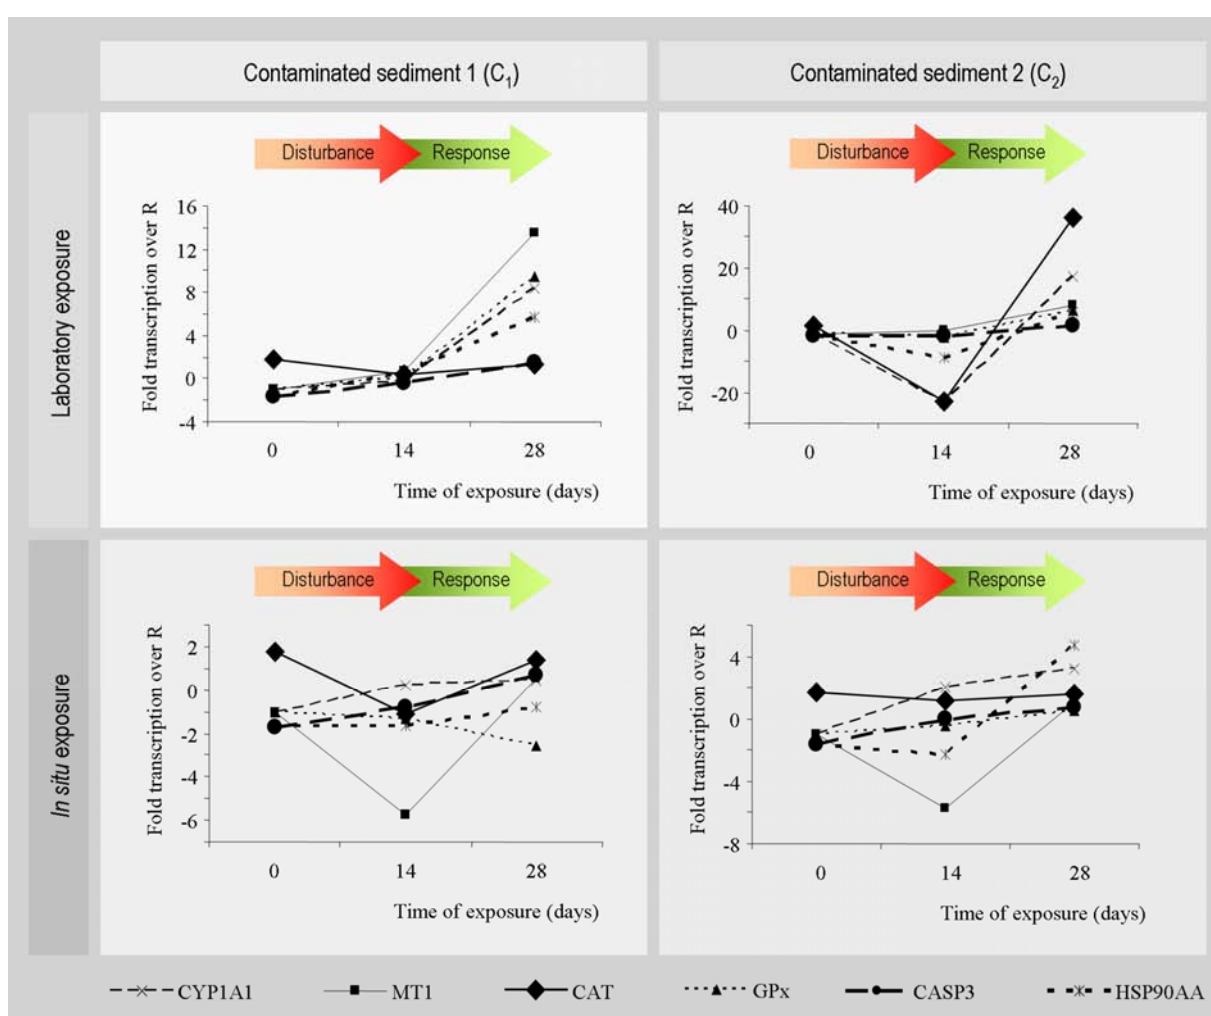 Contaminated sediment 1 (C1)
Contaminated sediment 2 (C2)
Laboratory exposure
Disturbance Response
Fold transcription over R
16
12
8
4
0
-4
0 14 28
Time of exposure (days)
Disturbance Response
Fold transcription over R
40
20
0
-20
0 14 28
Time of exposure (days)
In situ exposure
Disturbance Response
Fold transcription over R
2
0
-2
-4
-6
0 14 28
Time of exposure (days)
Disturbance Response
Fold transcription over R
4
0
-4
-8
0 14 28
Time of exposure (days)
CYP1A1 MT1 CAT GPx CASP3 HSP90AA